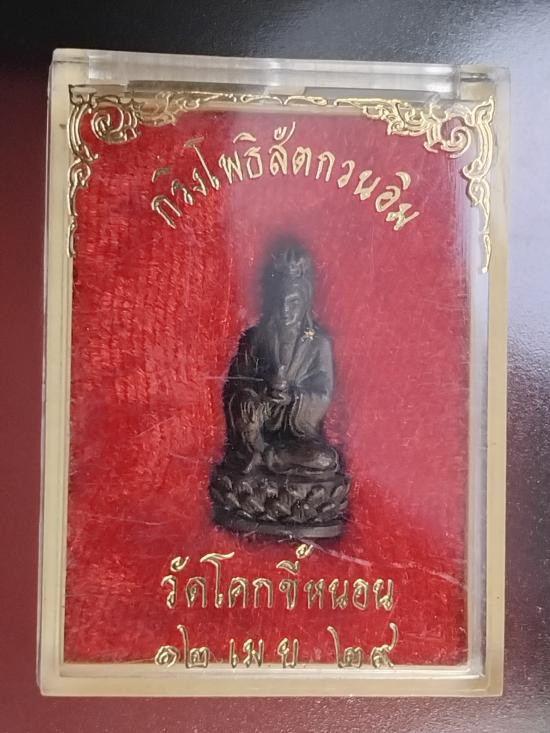 กริ่งโพธิสัตกวนอิม
วัดโคกขี้หนอน
๑๒ เม.ย. ๒๙